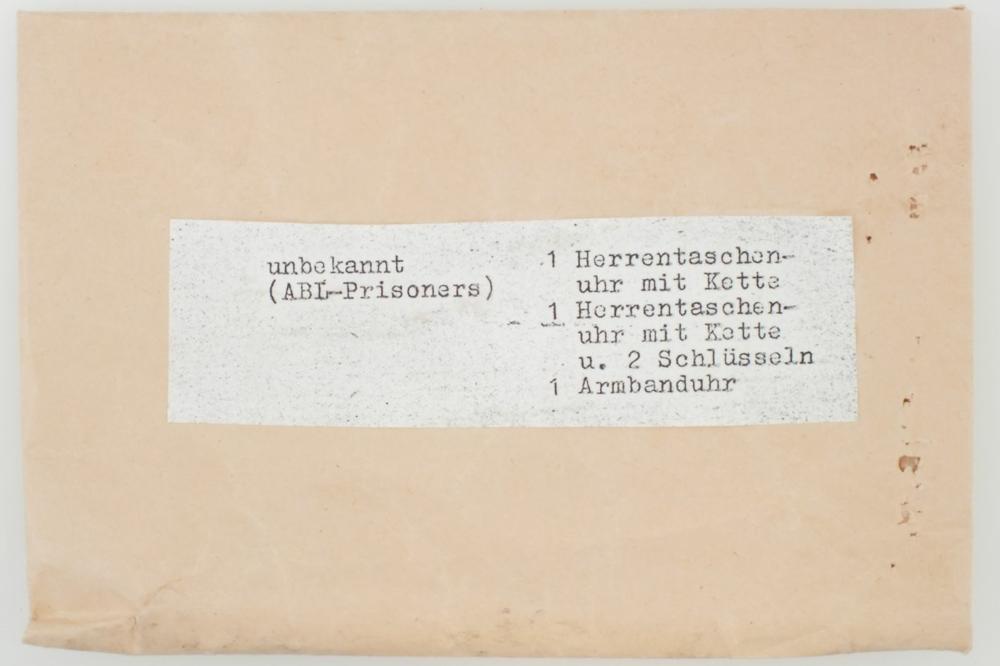 unbekannt
(ABI-Prisoners)
1 Herrentaschen-
uhr mit Kette
1 Herrentaschen-
uhr mit Kette
u. 2 Schlüsseln
1 Armbanduhr